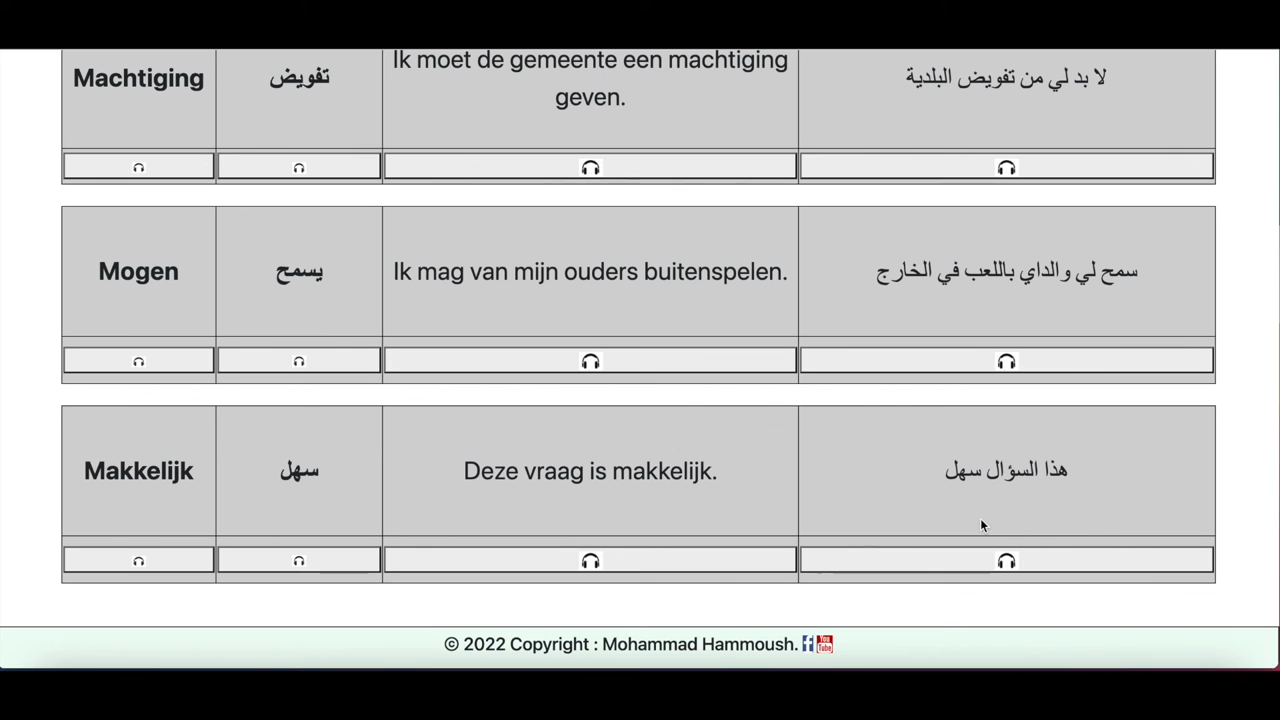 Machtiging
تفويض
Ik moet de gemeente een machtiging
geven.
لا بد لي من تفويض البلدية
Mogen
يسمح
Ik mag van mijn ouders buitenspelen.
سمح لي والداي باللعب في الخارج
Makkelijk
سهل
Deze vraag is makkelijk.
هذا السؤال سهل
© 2022 Copyright : Mohammad Hammoush. f You Tube